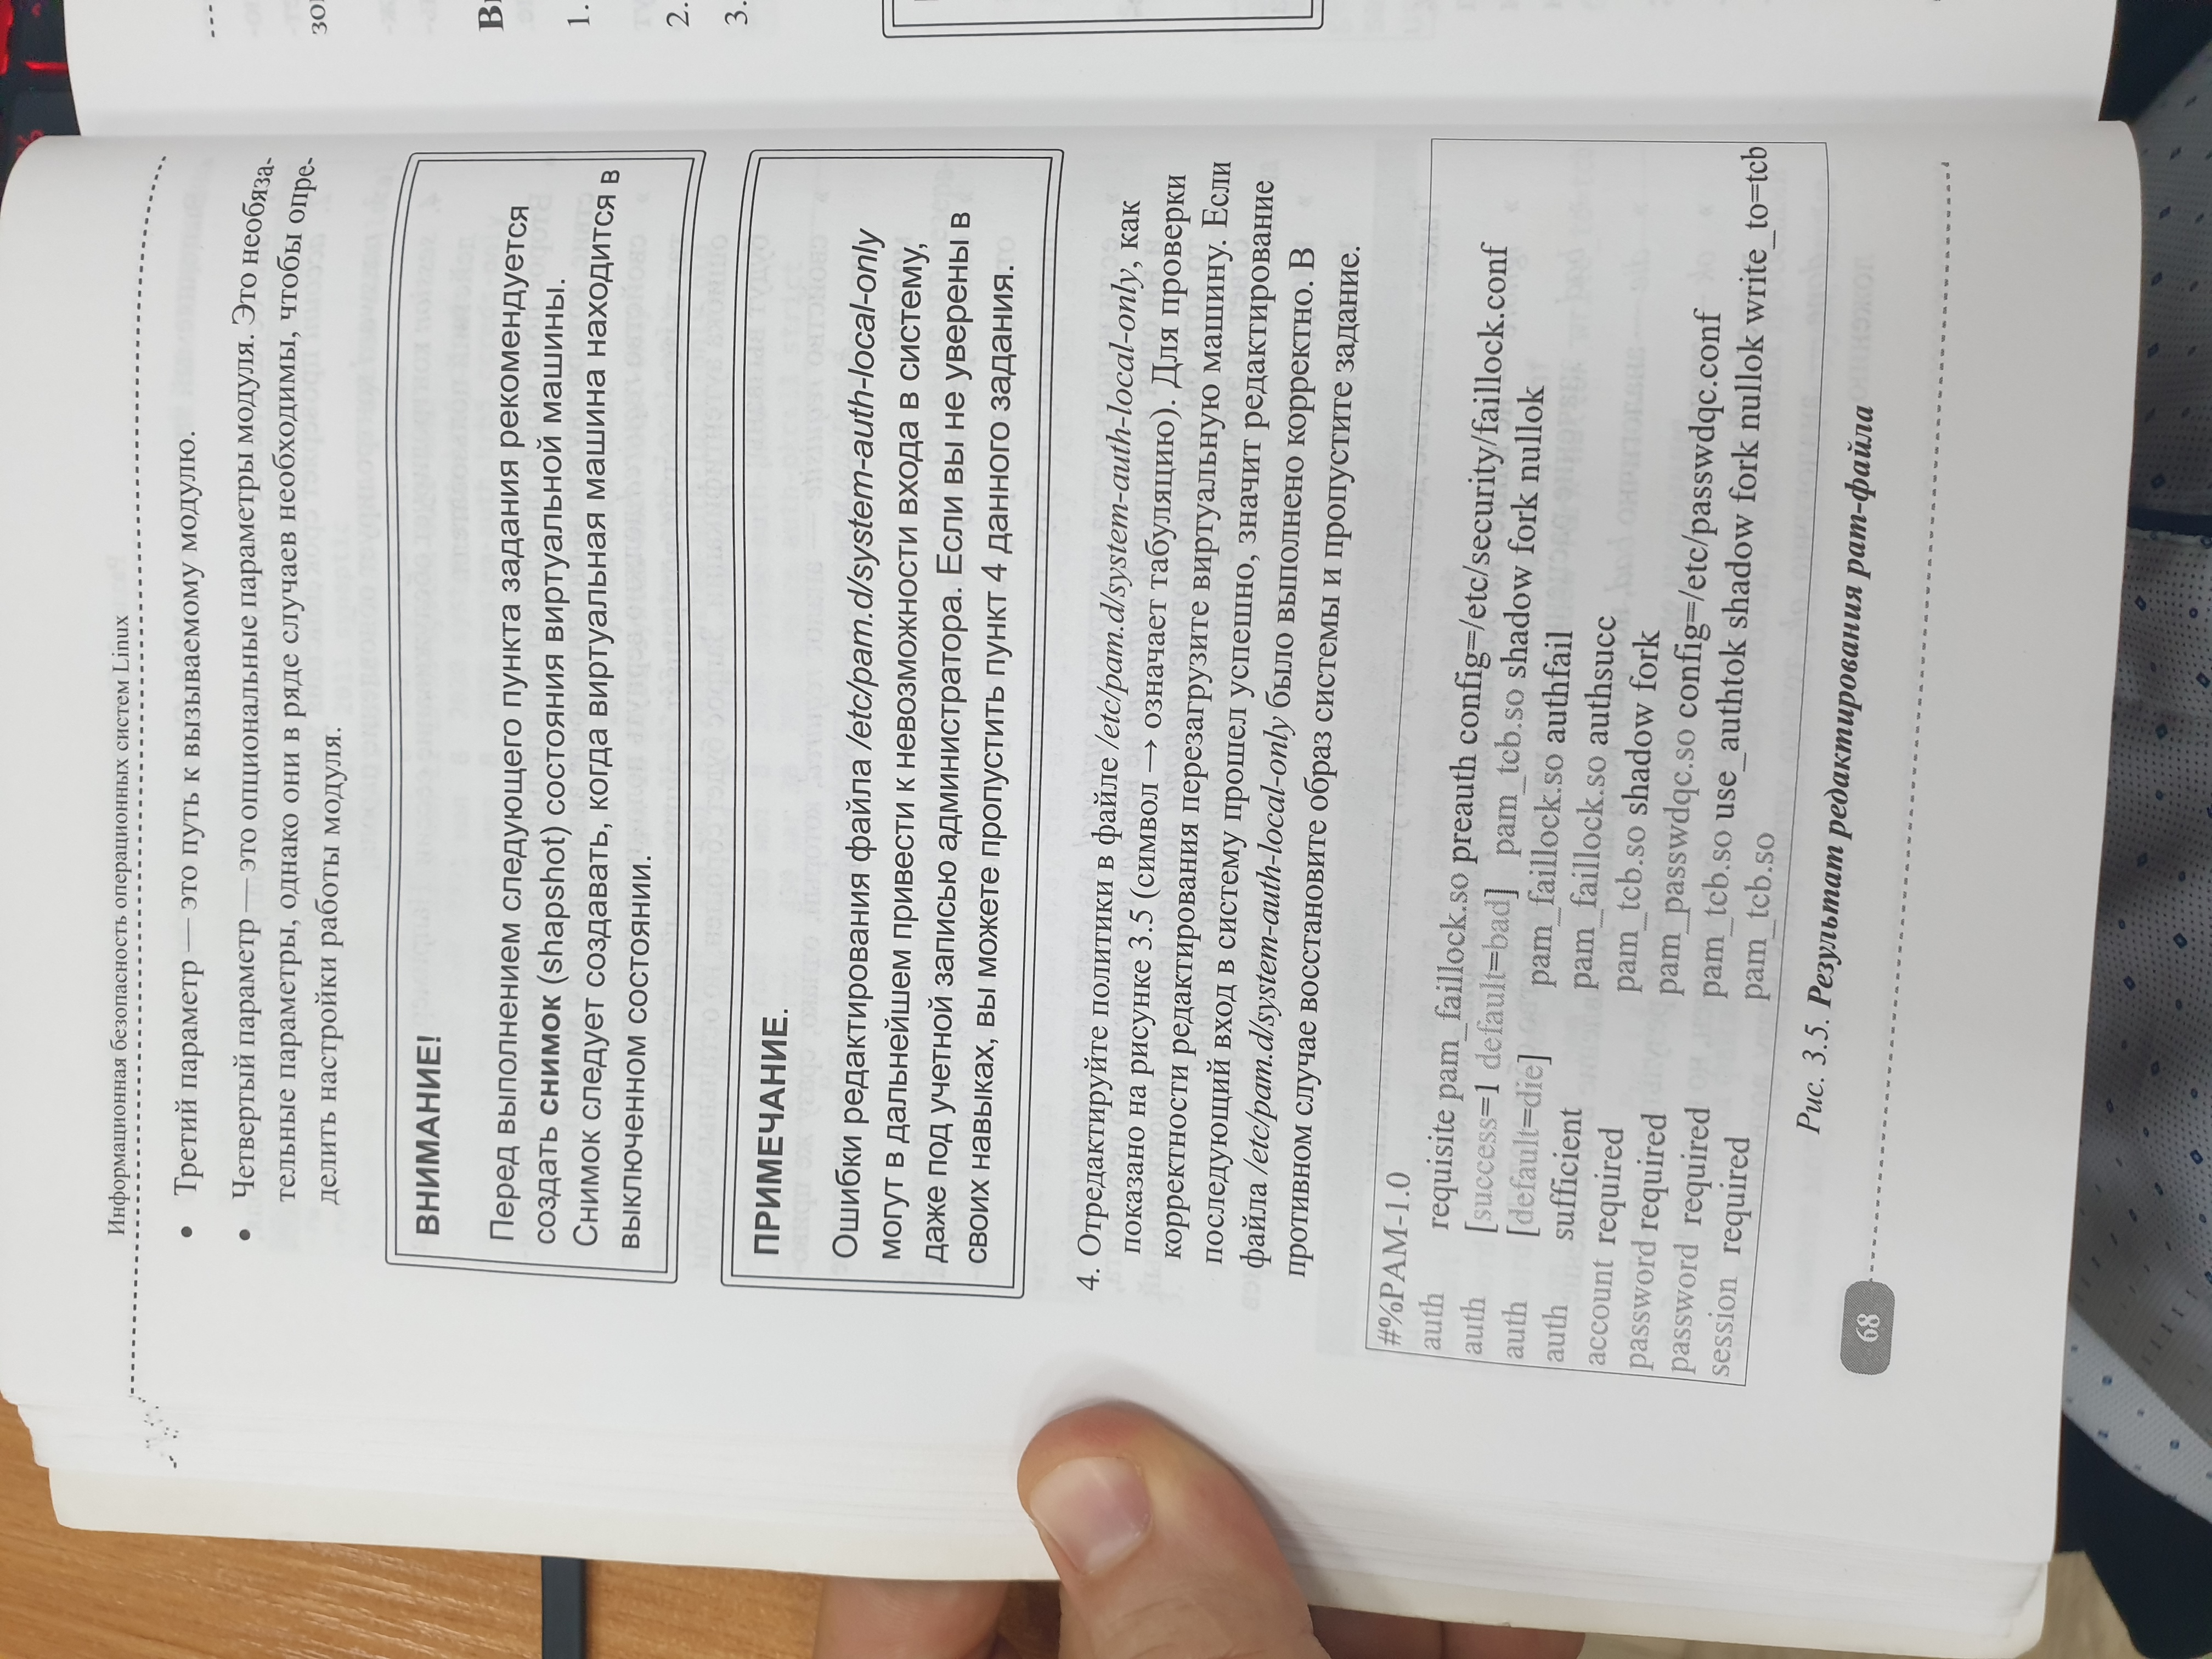 Информационная безопасность операционных систем Linux
• Третий параметр — это путь к вызываемому модулю.
• Четвертый параметр — это опциональные параметры модуля. Это необяза-
тельные параметры, однако они в ряде случаев необходимы, чтобы опре-
делить настройки работы модуля.
ВНИМАНИЕ!
Перед выполнением следующего пункта задания рекомендуется
создать снимок (shapshot) состояния виртуальной машины.
Снимок следует создавать, когда виртуальная машина находится в
выключенном состоянии.
ПРИМЕЧАНИЕ.
Ошибки редактирования файла /etc/pam.d/system-auth-local-only
могут в дальнейшем привести к невозможности входа в систему,
даже под учетной записью администратора. Если вы не уверены в
своих навыках, вы можете пропустить пункт 4 данного задания.
4. Отредактируйте политики в файле /etc/pam.d/system-auth-local-only, как
показано на рисунке 3.5 (символ → означает табуляцию). Для проверки
корректности редактирования перезагрузите виртуальную машину. Если
последующий вход в систему прошел успешно, значит редактирование
файла /etc/pam.d/system-auth-local-only было выполнено корректно. В
противном случае восстановите образ системы и пропустите задание.
#%PAM-1.0
auth requisite pam_faillock.so preauth config=/etc/security/faillock.conf
auth [success=1 default=bad] pam_tcb.so shadow fork nullok
auth [default=die] pam_faillock.so authfail
auth sufficient pam_faillock.so authsucc
account required pam_tcb.so shadow fork
password required pam_passwdqc.so config=/etc/passwdqc.conf
password required pam_tcb.so use_authtok shadow fork nullok write_to=tcb
session required pam_tcb.so
Рис. 3.5. Результат редактирования pam-файла
68
1.
2.
3.